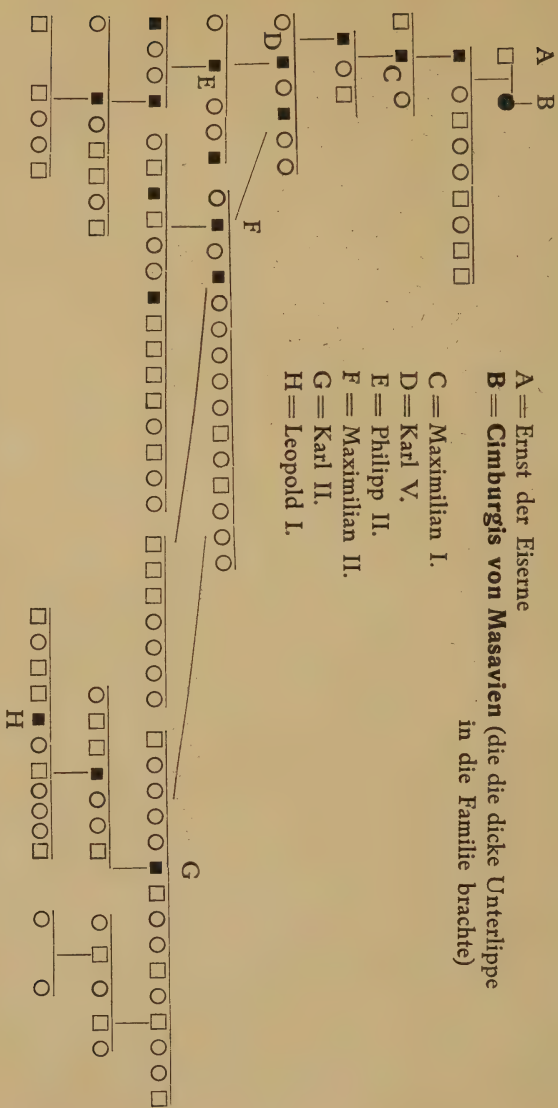 A
B
A = Ernst der Eiserne
B = Cimburgis von Masavien (die die dicke Unterlippe
in die Familie brachte)
C = Maximilian I.
D = Karl V.
E = Philipp II.
F = Maximilian II.
G = Karl II.
H = Leopold I.
C
D
E
F
G
H